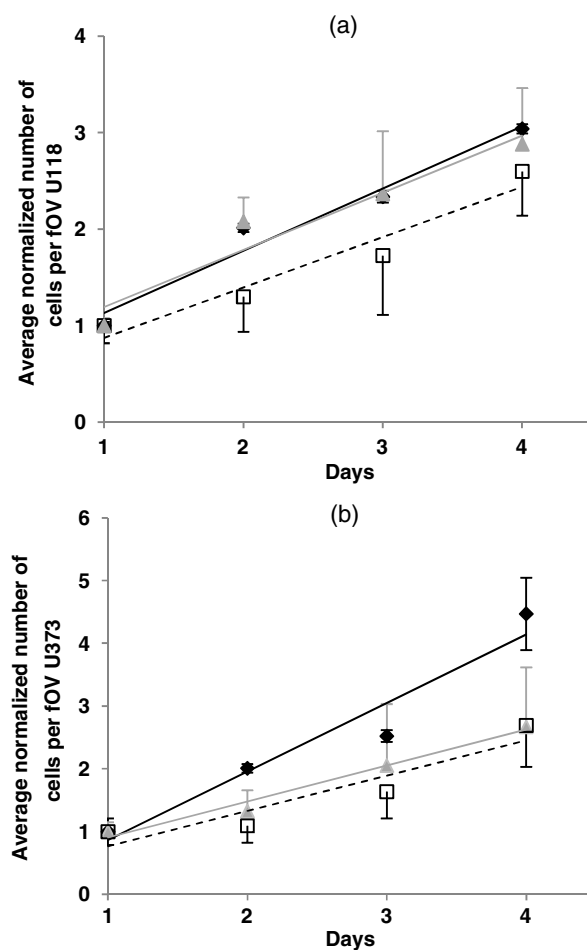 (a)
Average normalized number of
cells per fOV U118
4
3
2
1
0
1 2 3 4
Days
(b)
Average normalized number of
cells per fOV U373
6
5
4
3
2
1
0
1 2 3 4
Days